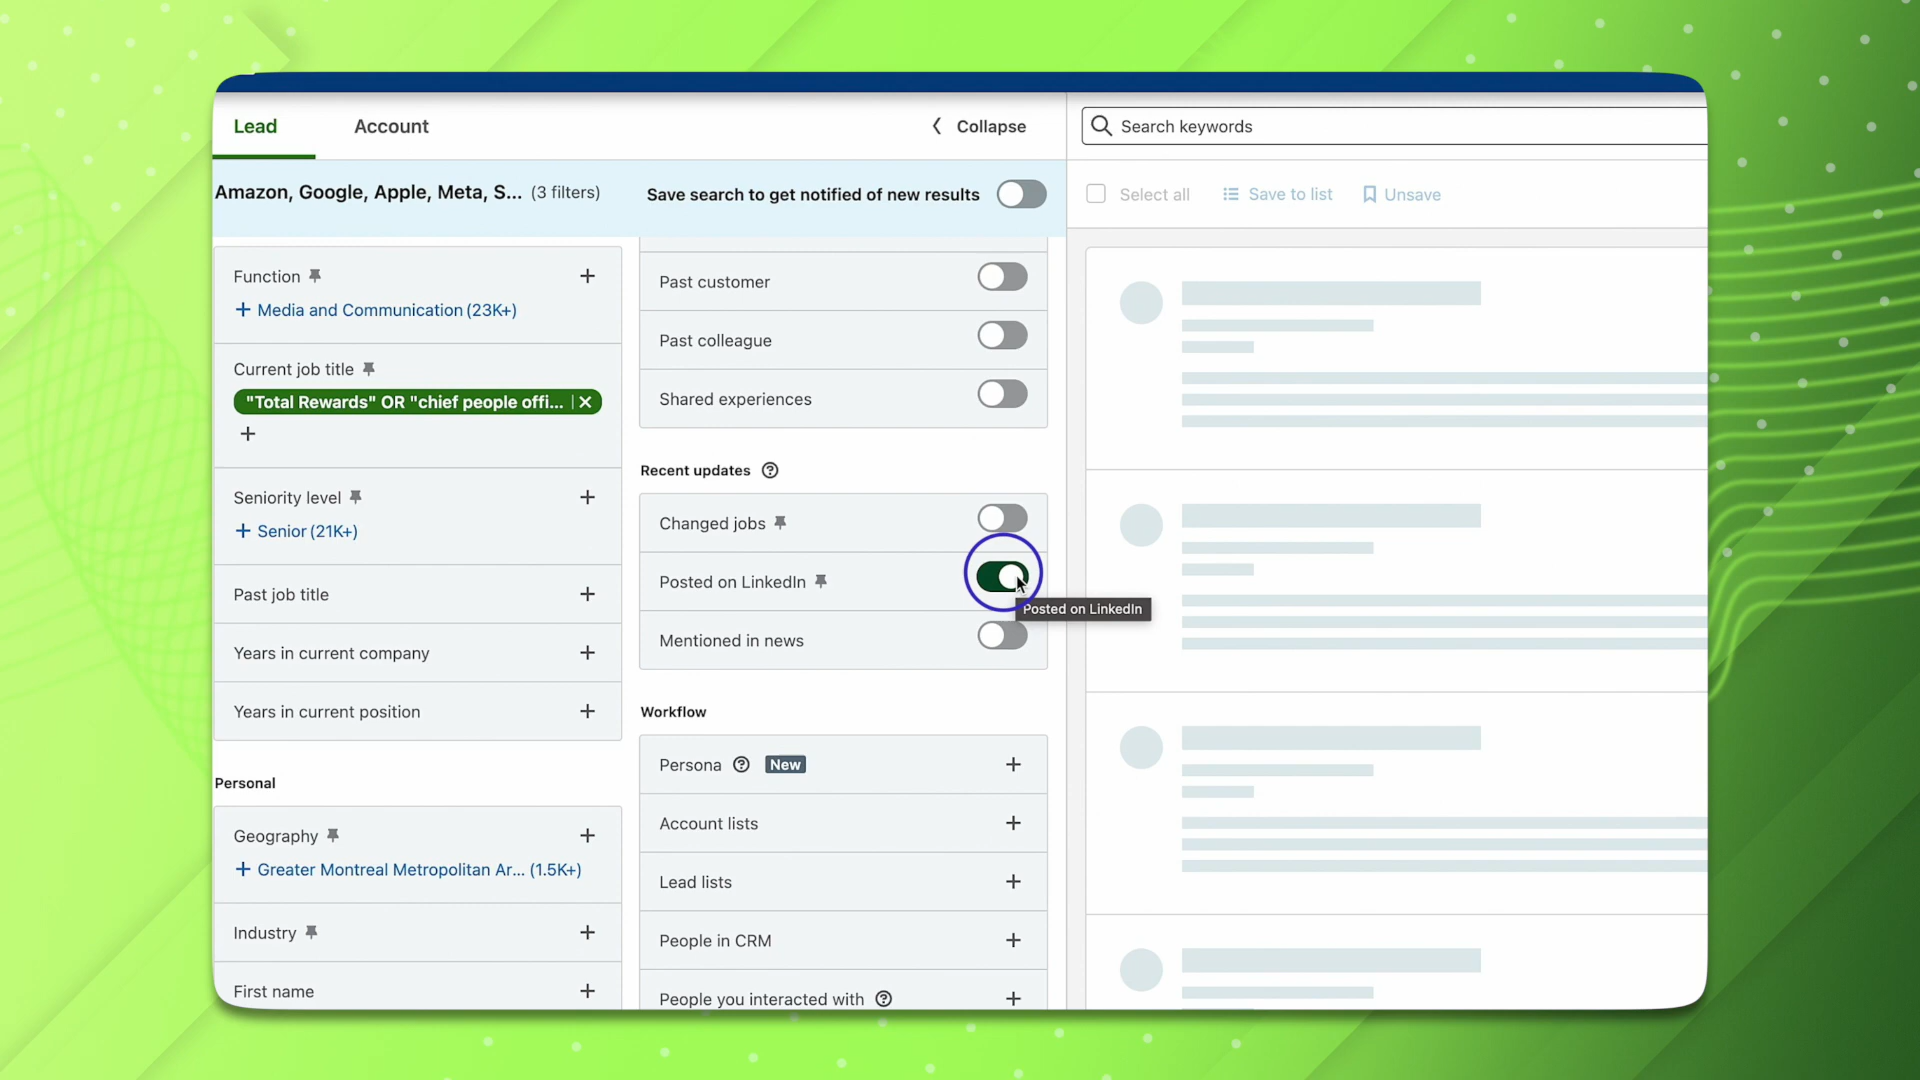 Lead
Account
Collapse
Search keywords
Amazon, Google, Apple, Meta, S... (3 filters)
Save search to get notified of new results
Select all
Save to list
Unsave
Function
Media and Communication (23K+)
Current job title
"Total Rewards" OR "chief people offi...
Seniority level
Senior (21K+)
Past job title
Years in current company
Years in current position
Personal
Geography
Greater Montreal Metropolitan Ar... (1.5K+)
Industry
First name
Past customer
Past colleague
Shared experiences
Recent updates
Changed jobs
Posted on LinkedIn
Posted on LinkedIn
Mentioned in news
Workflow
Persona New
Account lists
Lead lists
People in CRM
People you interacted with